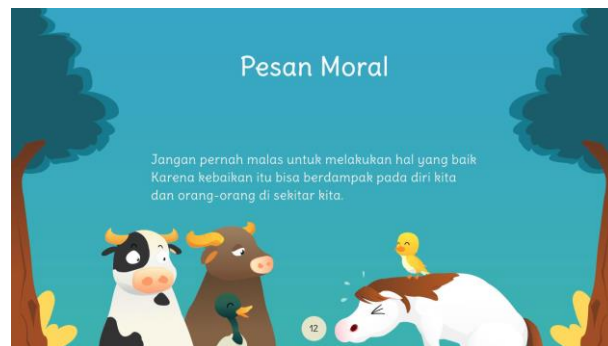 Pesan Moral
Jangan pernah malas untuk melakukan hal yang baik
Karena kebaikan itu bisa berdampak pada diri kita
dan orang-orang di sekitar kita.
12